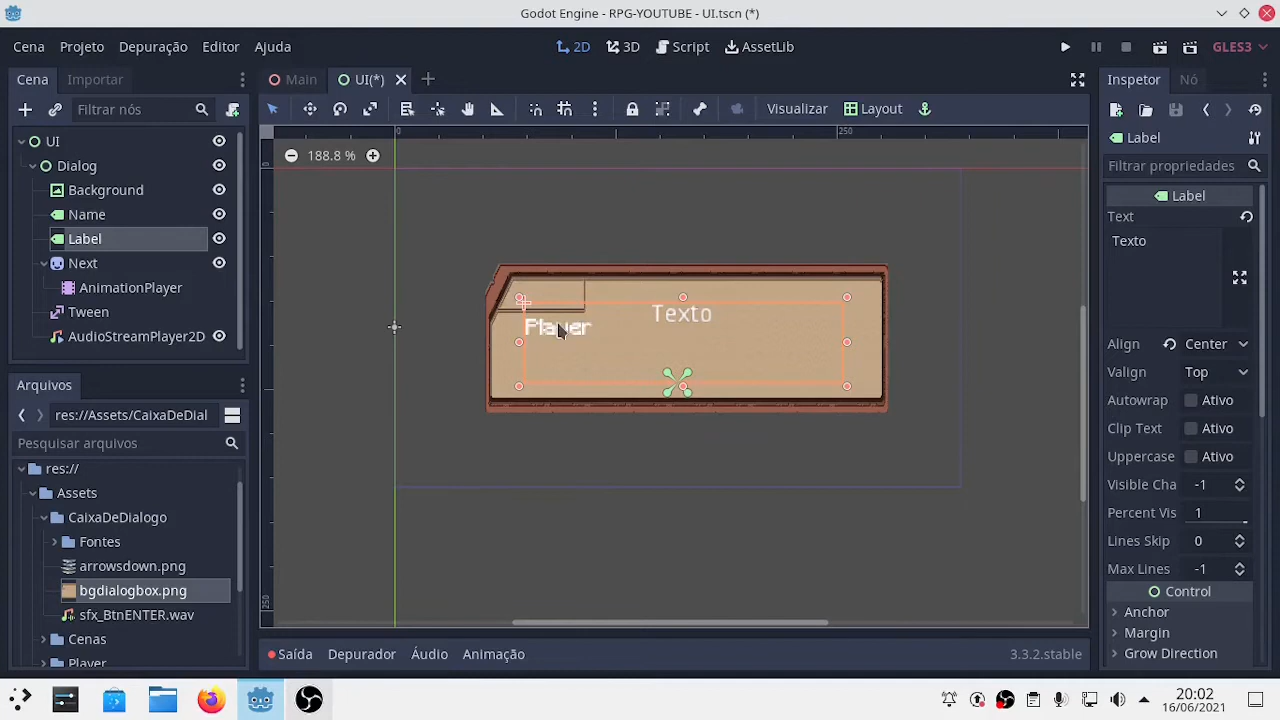 Godot Engine - RPG-YOUTUBE - UI.tscn (*)
Cena Projeto Depuração Editor Ajuda
2D 3D Script AssetLib
GLES3
Cena Importar
Main UI(*)
Inspetor Nó
Filtrar nós
Visualizar Layout
UI
Dialog
Background
Name
Label
Next
AnimationPlayer
Tween
AudioStreamPlayer2D
0 250
188.8 %
Player
Texto
0
250
Label
Filtrar propriedades
Label
Text
Texto
Align Center
Valign Top
Autowrap Ativo
Clip Text Ativo
Uppercase Ativo
Visible Cha -1
Percent Vis 1
Lines Skip 0
Max Lines -1
Control
Anchor
Margin
Grow Direction
Arquivos
res://Assets/CaixaDeDial
Pesquisar arquivos
res://
Assets
CaixaDeDialogo
Fontes
arrowsdown.png
bgdialogbox.png
sfx_BtnENTER.wav
Cenas
Player
Saída Depurador Áudio Animação 3.3.2.stable
20:02
16/06/2021